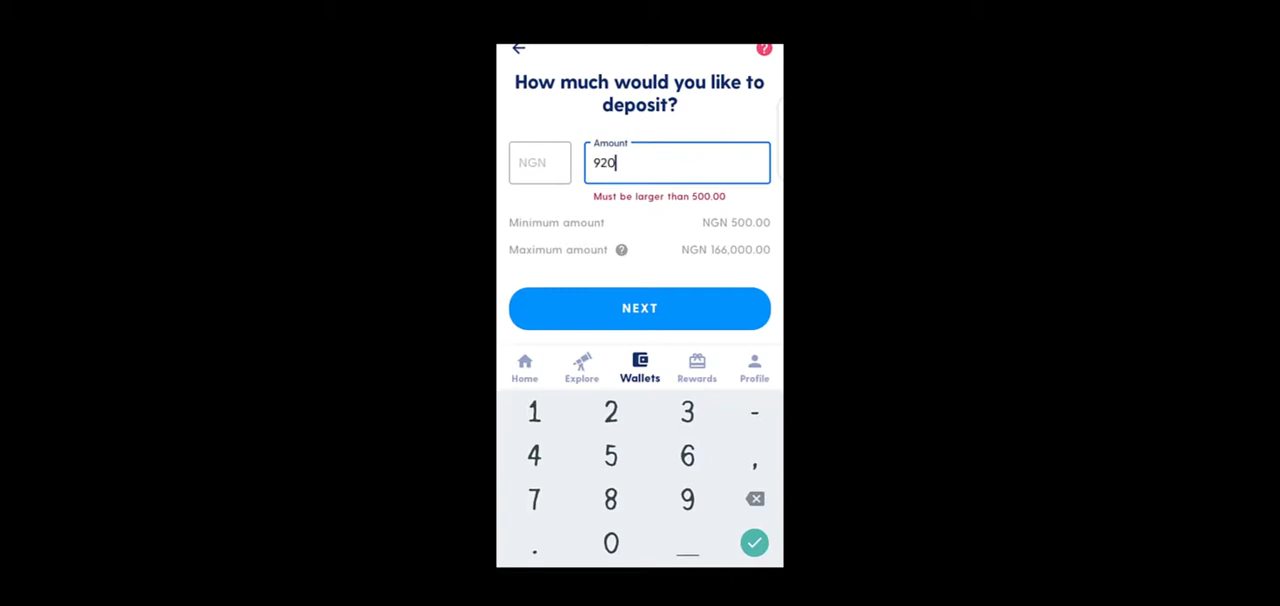 ?
How much would you like to
deposit?
Amount
NGN
920
Must be larger than 500.00
Minimum amount NGN 500.00
Maximum amount ? NGN 166,000.00
NEXT
Home Explore Wallets Rewards Profile
1 2 3 -
4 5 6 ,
7 8 9
. 0 _